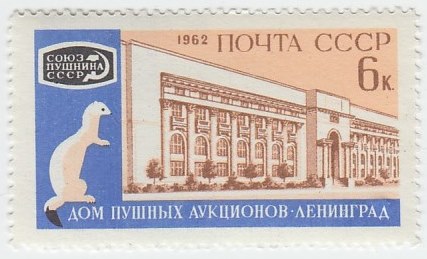 1962 ПОЧТА СССР
6к.
СОЮЗ
ПУШНИНА
СССР
ДОМ ПУШНЫХ АУКЦИОНОВ-ЛЕНИНГРАД